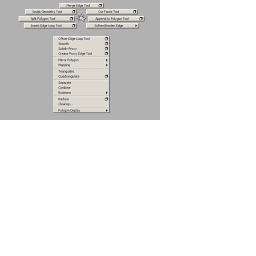 Merge Edge Tool
Sculpt Geometry Tool
Cut Faces Tool
Split Polygon Tool
Append to Polygon Tool
Insert Edge Loop Tool
Soften/Harden Edge
Offset Edge Loop Tool
Smooth
Subdiv Proxy
Crease Proxy Edge Tool
Mirror Polygon
Mapping
Triangulate
Quadrangulate
Separate
Combine
Booleans
Reduce
Cleanup...
Polygon Display